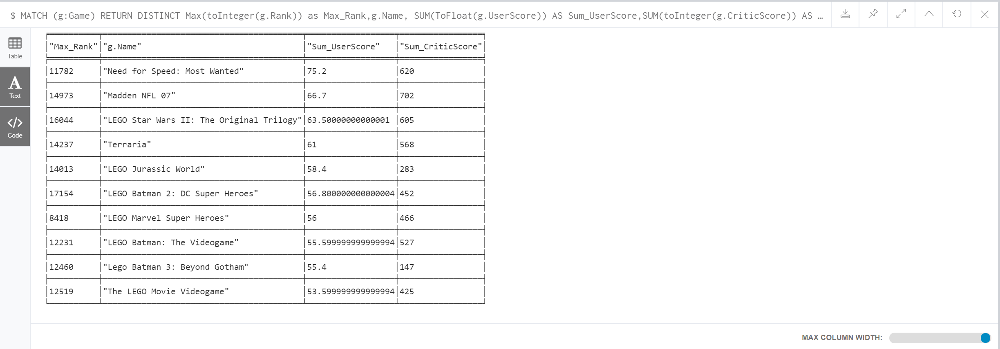 $ MATCH (g:Game) RETURN DISTINCT Max(toInteger(g.Rank)) as Max_Rank,g.Name, SUM(ToFloat(g.UserScore)) AS Sum_UserScore,SUM(toInteger(g.CriticScore)) AS …
Table
Text
Code
"Max_Rank" "g.Name" "Sum_UserScore" "Sum_CriticScore"
11782 "Need for Speed: Most Wanted" 75.2 620
14973 "Madden NFL 07" 66.7 702
16044 "LEGO Star Wars II: The Original Trilogy" 63.50000000000001 605
14237 "Terraria" 61 568
14013 "LEGO Jurassic World" 58.4 283
17154 "LEGO Batman 2: DC Super Heroes" 56.800000000000004 452
8418 "LEGO Marvel Super Heroes" 56 466
12231 "LEGO Batman: The Videogame" 55.599999999999994 527
12460 "Lego Batman 3: Beyond Gotham" 55.4 147
12519 "The LEGO Movie Videogame" 53.599999999999994 425
MAX COLUMN WIDTH: